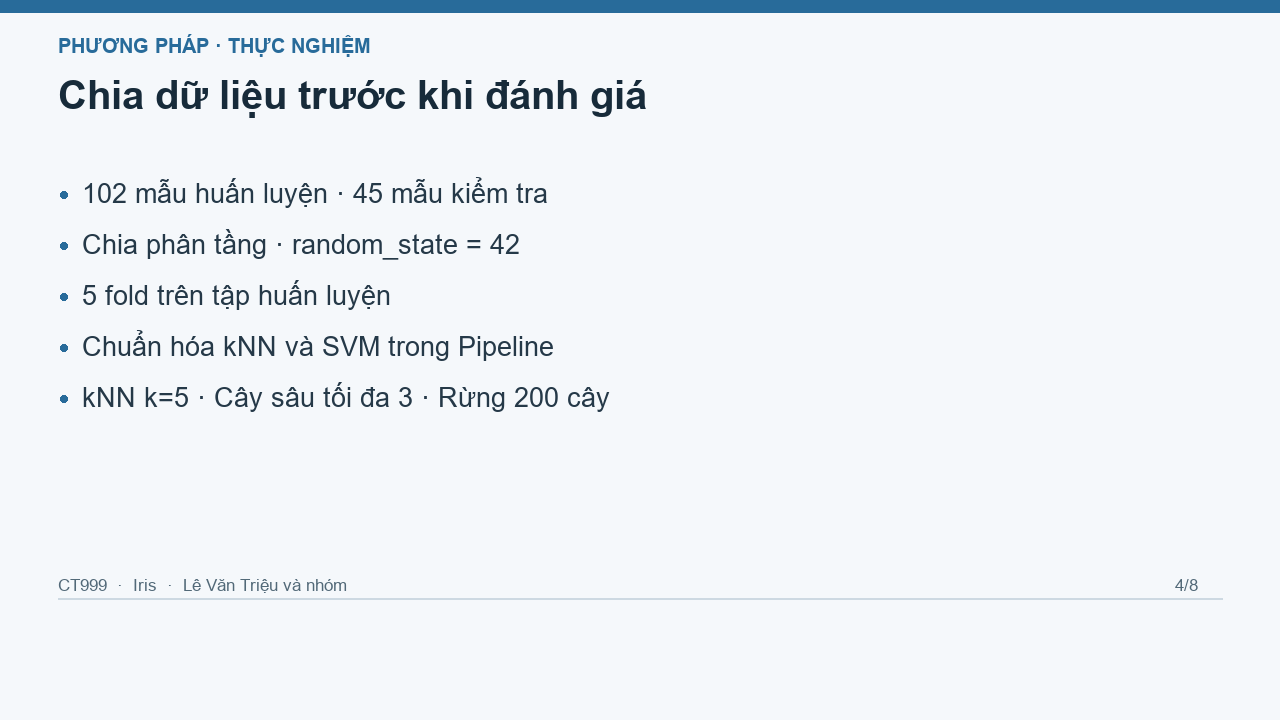 PHƯƠNG PHÁP · THỰC NGHIỆM
Chia dữ liệu trước khi đánh giá
• 102 mẫu huấn luyện · 45 mẫu kiểm tra
• Chia phân tầng · random_state = 42
• 5 fold trên tập huấn luyện
• Chuẩn hóa kNN và SVM trong Pipeline
• kNN k=5 · Cây sâu tối đa 3 · Rừng 200 cây
CT999 · Iris · Lê Văn Triệu và nhóm 4/8